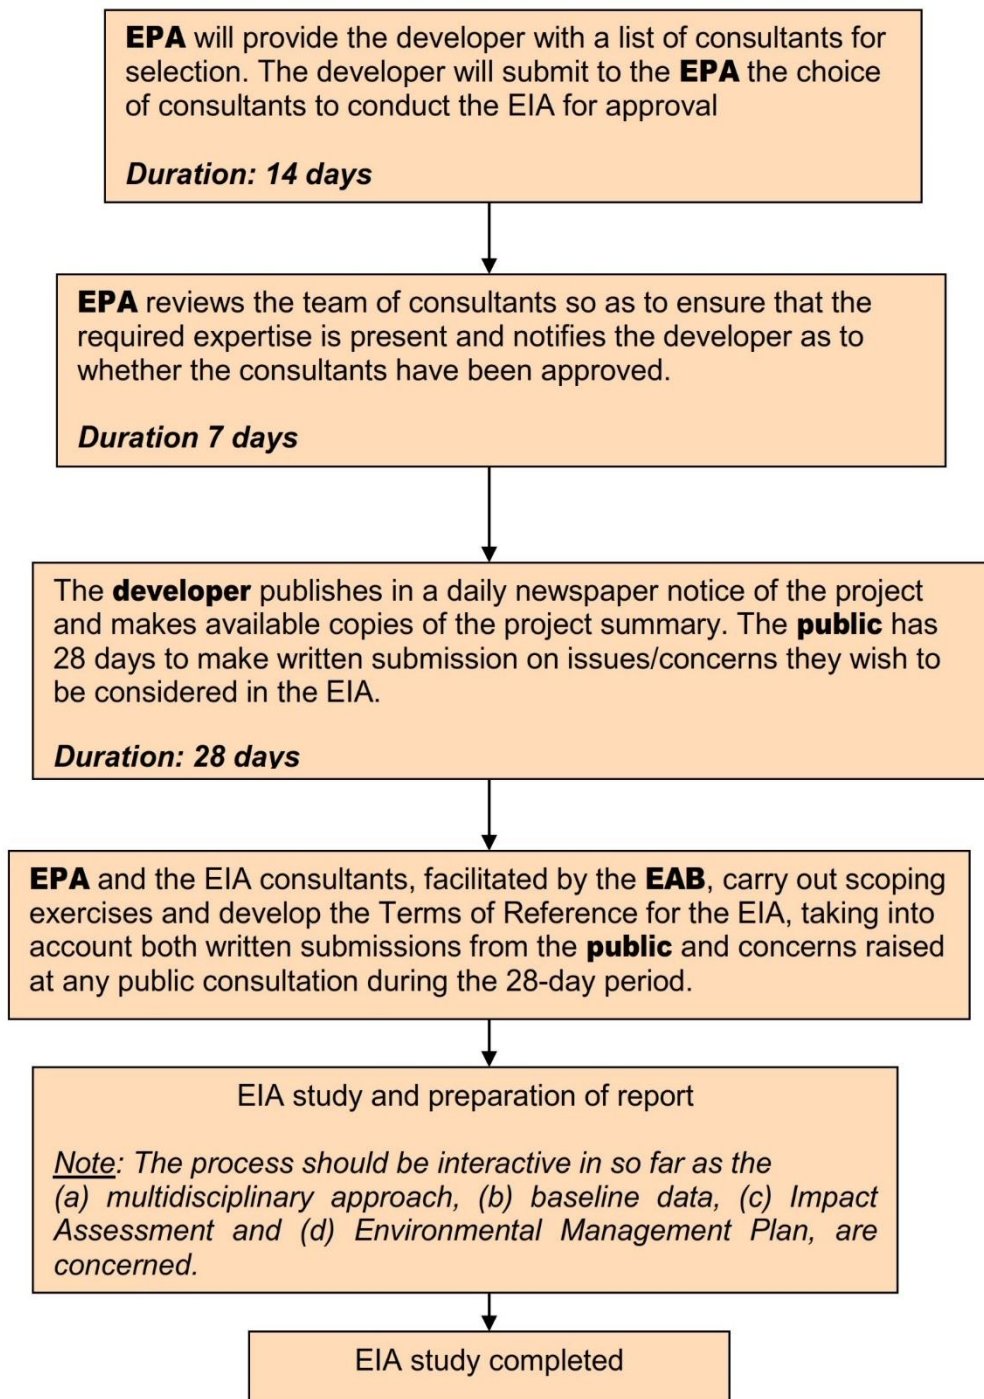 EPA will provide the developer with a list of consultants for
selection. The developer will submit to the EPA the choice
of consultants to conduct the EIA for approval
Duration: 14 days
EPA reviews the team of consultants so as to ensure that the
required expertise is present and notifies the developer as to
whether the consultants have been approved.
Duration 7 days
The developer publishes in a daily newspaper notice of the project
and makes available copies of the project summary. The public has
28 days to make written submission on issues/concerns they wish to
be considered in the EIA.
Duration: 28 days
EPA and the EIA consultants, facilitated by the EAB, carry out scoping
exercises and develop the Terms of Reference for the EIA, taking into
account both written submissions from the public and concerns raised
at any public consultation during the 28-day period.
EIA study and preparation of report
Note: The process should be interactive in so far as the
(a) multidisciplinary approach, (b) baseline data, (c) Impact
Assessment and (d) Environmental Management Plan, are
concerned.
EIA study completed